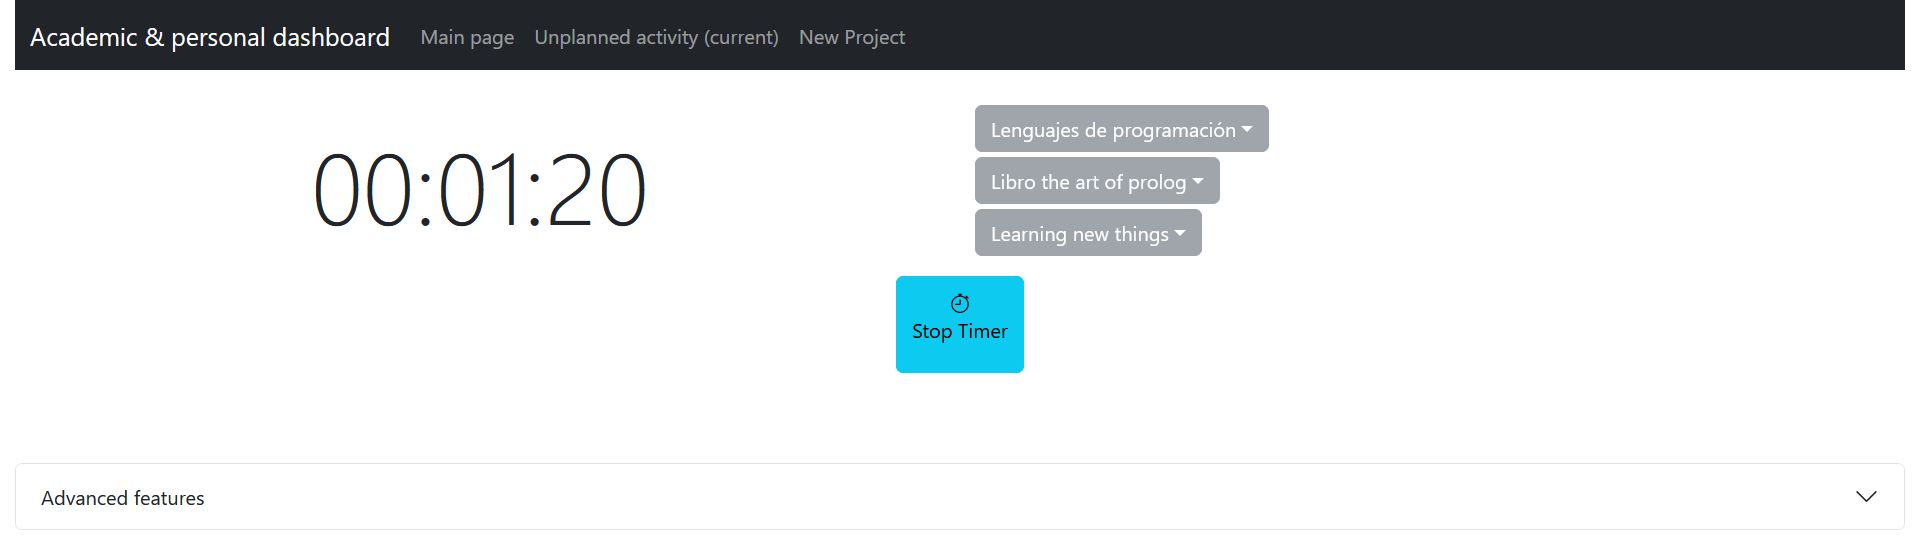 Academic & personal dashboard Main page Unplanned activity (current) New Project
00:01:20
Lenguajes de programación
Libro the art of prolog
Learning new things
Stop Timer
Advanced features